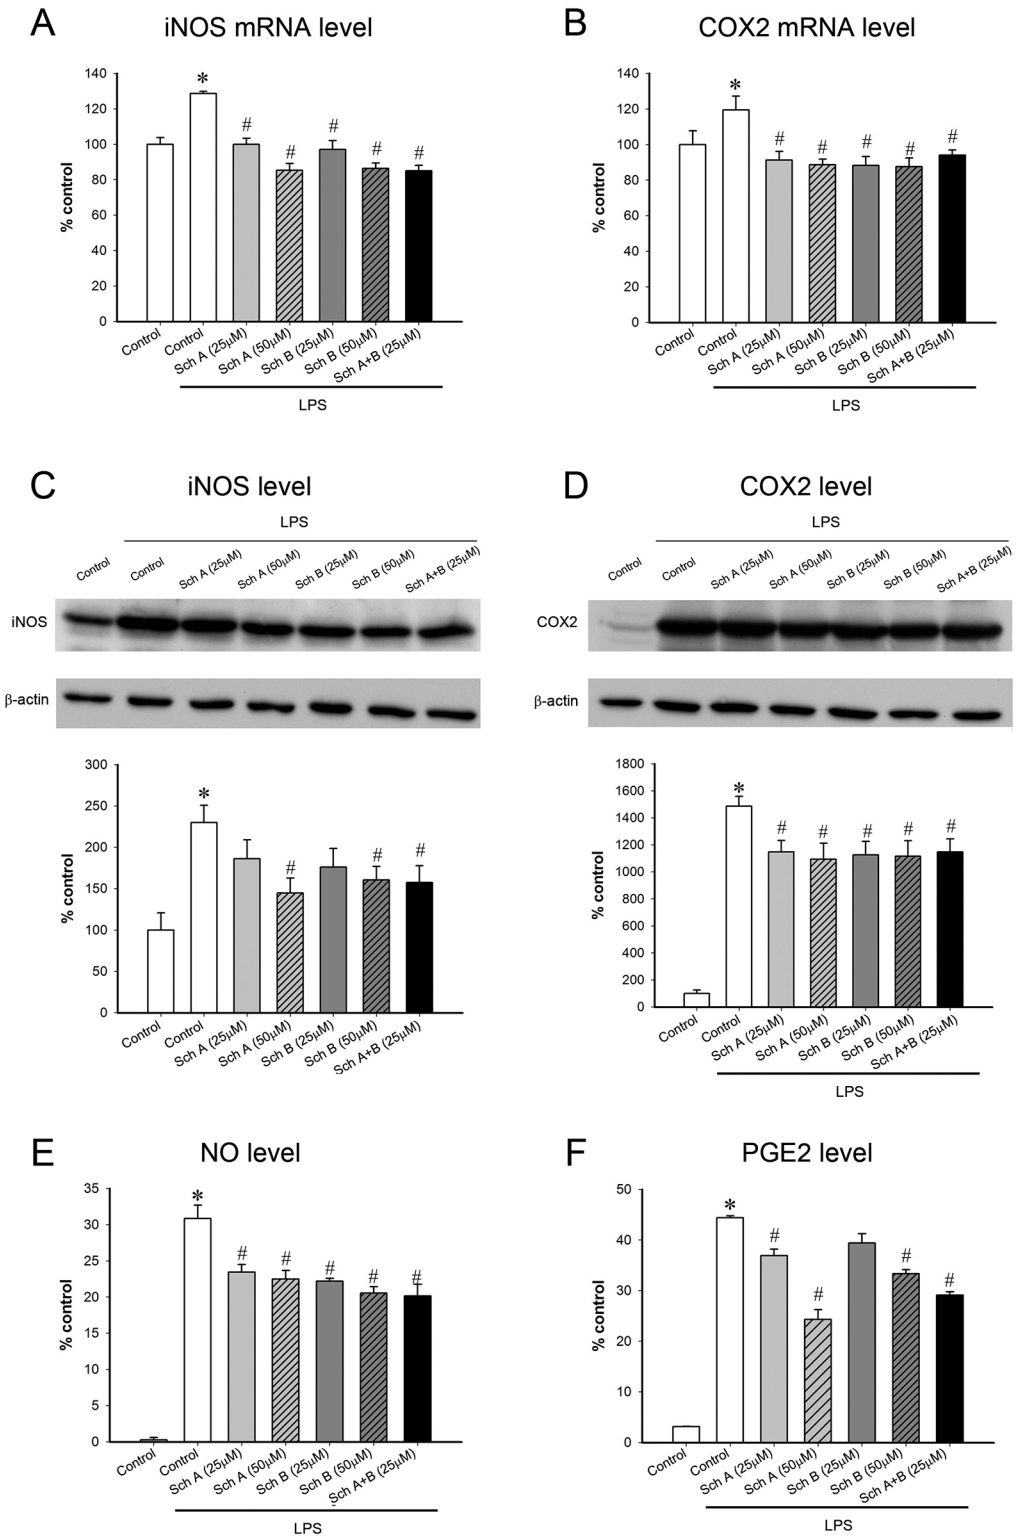 A iNOS mRNA level
% control
140
120
100
80
60
40
20
0
*
#
#
#
#
#
Control
Control
Sch A (25μM)
Sch A (50μM)
Sch B (25μM)
Sch B (50μM)
Sch A+B (25μM)
LPS
B COX2 mRNA level
% control
140
120
100
80
60
40
20
0
*
#
#
#
#
#
Control
Control
Sch A (25μM)
Sch A (50μM)
Sch B (25μM)
Sch B (50μM)
Sch A+B (25μM)
LPS
C iNOS level
LPS
Control
Control
Sch A (25μM)
Sch A (50μM)
Sch B (25μM)
Sch B (50μM)
Sch A+B (25μM)
iNOS
β-actin
% control
300
250
200
150
100
50
0
*
#
#
#
Control
Control
Sch A (25μM)
Sch A (50μM)
Sch B (25μM)
Sch B (50μM)
Sch A+B (25μM)
D COX2 level
LPS
Control
Control
Sch A (25μM)
Sch A (50μM)
Sch B (25μM)
Sch B (50μM)
Sch A+B (25μM)
COX2
β-actin
% control
1800
1600
1400
1200
1000
800
600
400
200
0
*
#
#
#
#
#
Control
Control
Sch A (25μM)
Sch A (50μM)
Sch B (25μM)
Sch B (50μM)
Sch A+B (25μM)
LPS
E NO level
% control
35
30
25
20
15
10
5
0
*
#
#
#
#
#
Control
Control
Sch A (25μM)
Sch A (50μM)
Sch B (25μM)
Sch B (50μM)
Sch A+B (25μM)
LPS
F PGE2 level
% control
50
40
30
20
10
0
*
#
#
#
#
Control
Control
Sch A (25μM)
Sch A (50μM)
Sch B (25μM)
Sch B (50μM)
Sch A+B (25μM)
LPS